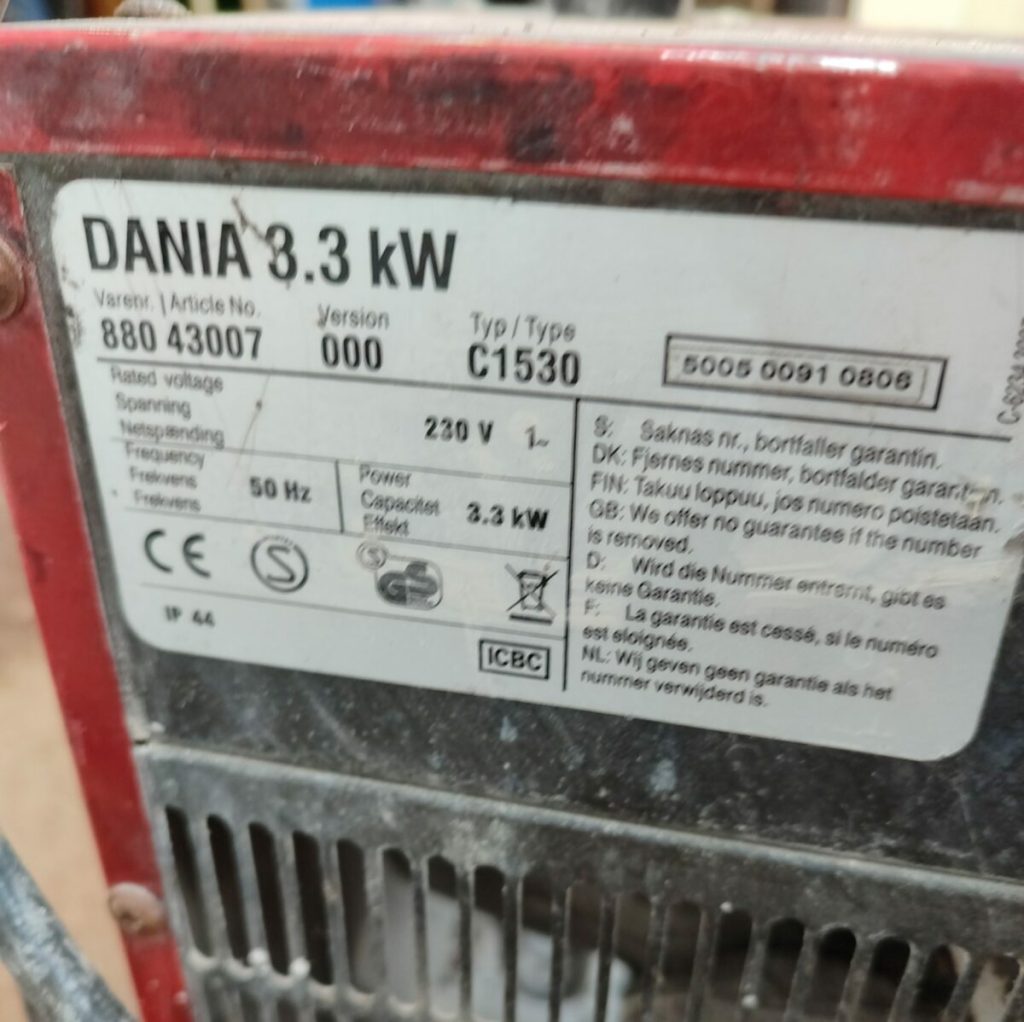 DANIA 3.3 kW
Varenr. | Article No.
880 43007
Version
000
Typ / Type
C1530
5005 0091 0806
Rated voltage
Spanning
Netspænding
230 V 1~
Frequency
Frekvens
Frekvens
50 Hz
Power
Capacitet
Effekt
3.3 kW
CE
S
S
GS
IP 44
ICBC
S: Saknas nr., bortfaller garantin.
DK: Fjernes nummer, bortfalder garantien.
FIN: Takuu loppuu, jos numero poistetaan.
GB: We offer no guarantee if the number
is removed.
D: Wird die Nummer entfernt, gibt es
keine Garantie.
F: La garantie est cessé, si le numéro
est eloignée.
NL: Wij geven geen garantie als het
nummer verwijderd is.